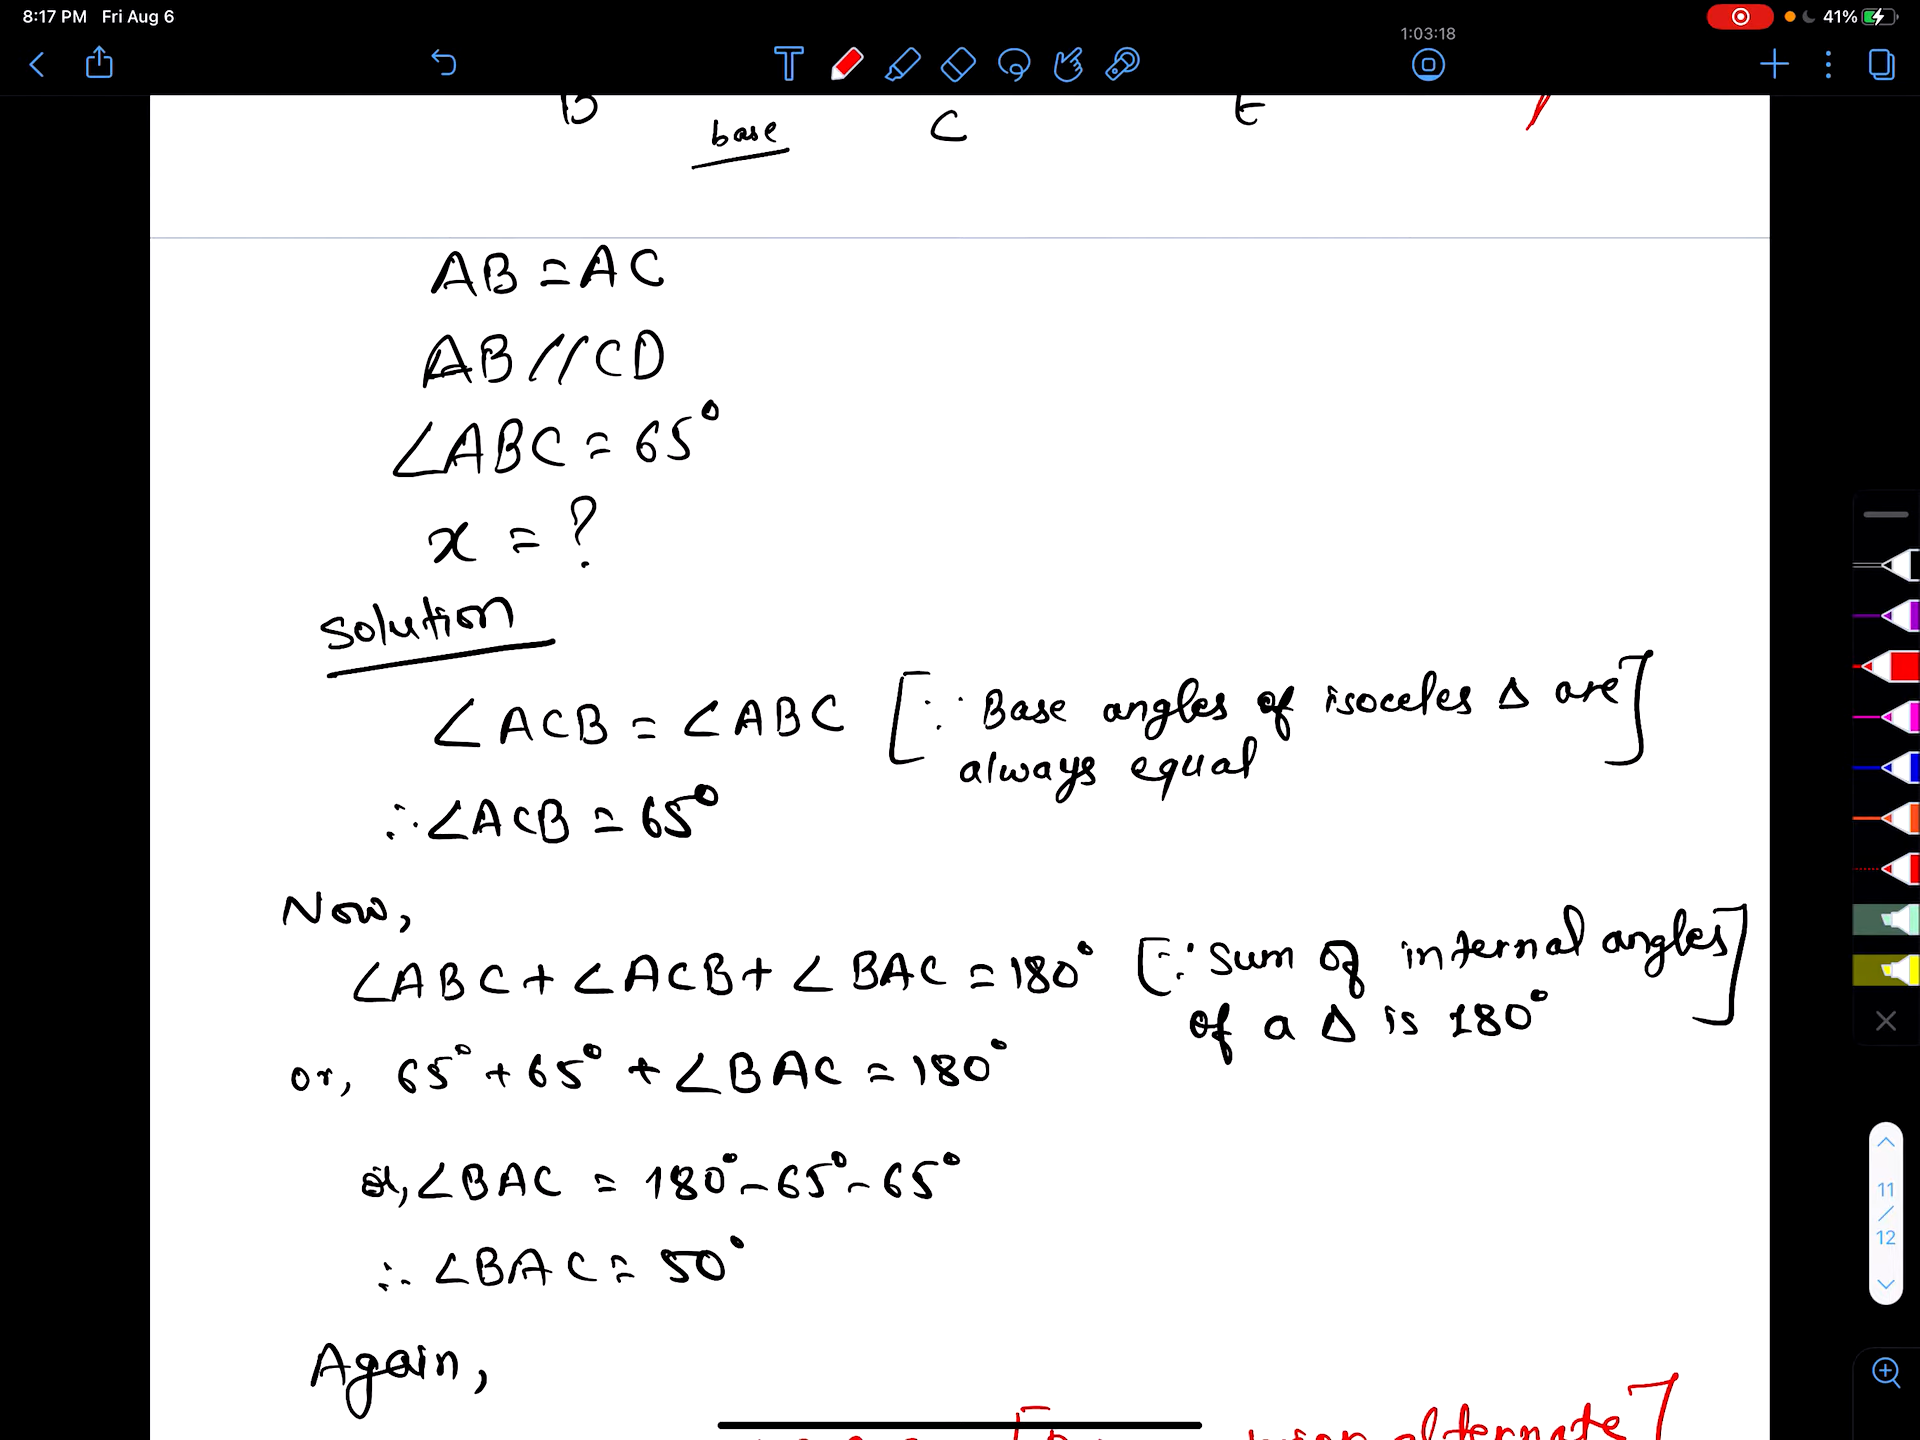 8:17 PM Fri Aug 6
41%
1:03:18
T
B
base
C
E
AB = AC
AB // CD
∠ABC = 65°
x = ?
Solution
∠ACB = ∠ABC [∵ Base angles of isoceles Δ are
always equal]
∴ ∠ACB = 65°
Now,
∠ABC + ∠ACB + ∠BAC = 180° [∵ Sum of internal angles
of a Δ is 180°]
or, 65° + 65° + ∠BAC = 180°
or, ∠BAC = 180° - 65° - 65°
∴ ∠BAC = 50°
Again,
alternate]
11
/
12